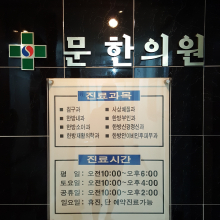 문한의원
진료과목
침구과 사상체질과
한방내과 한방부인과
한방소아과 한방신경정신과
한방재활의학과 한방안이비인후피부과
진료시간
평 일 : 오전10:00~오후6:00
토요일 : 오전10:00~오후4:00
공휴일 : 오전10:00~오후2:00
일요일 : 휴진, 단 예약진료가능